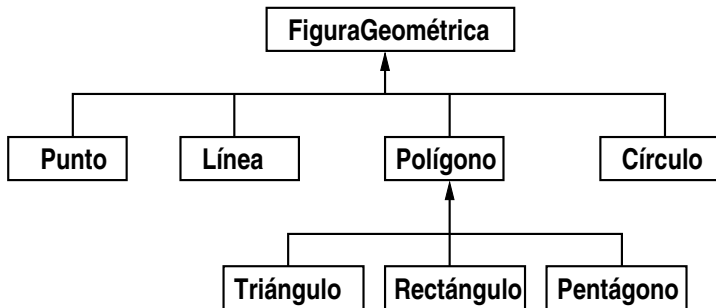 FiguraGeométrica
Punto
Línea
Polígono
Círculo
Triángulo
Rectángulo
Pentágono